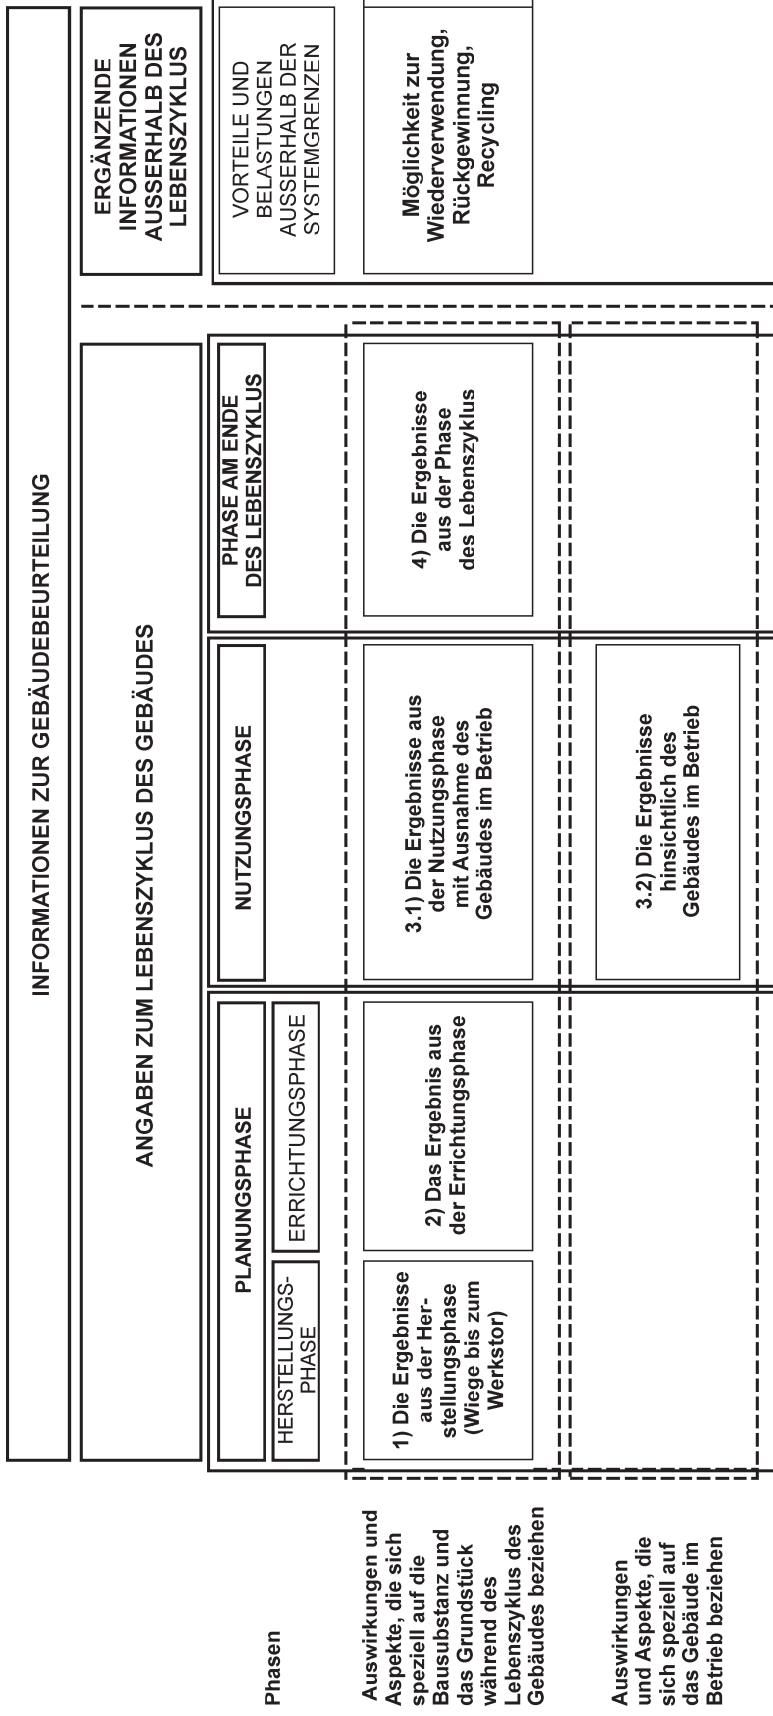 INFORMATIONEN ZUR GEBÄUDEBEURTEILUNG
ANGABEN ZUM LEBENSZYKLUS DES GEBÄUDES
ERGÄNZENDE
INFORMATIONEN
AUSSERHALB DES
LEBENSZYKLUS
Phasen
PLANUNGSPHASE
HERSTELLUNGS-
PHASE
ERRICHTUNGSPHASE
NUTZUNGSPHASE
PHASE AM ENDE
DES LEBENSZYKLUS
VORTEILE UND
BELASTUNGEN
AUSSERHALB DER
SYSTEMGRENZEN
Auswirkungen und
Aspekte, die sich
speziell auf die
Bausubstanz und
das Grundstück
während des
Lebenszyklus des
Gebäudes beziehen
1) Die Ergebnisse
aus der Her-
stellungsphase
(Wiege bis zum
Werkstor)
2) Das Ergebnis aus
der Errichtungsphase
3.1) Die Ergebnisse aus
der Nutzungsphase
mit Ausnahme des
Gebäudes im Betrieb
4) Die Ergebnisse
aus der Phase
des Lebenszyklus
Möglichkeit zur
Wiederverwendung,
Rückgewinnung,
Recycling
Auswirkungen
und Aspekte, die
sich speziell auf
das Gebäude im
Betrieb beziehen
3.2) Die Ergebnisse
hinsichtlich des
Gebäudes im Betrieb